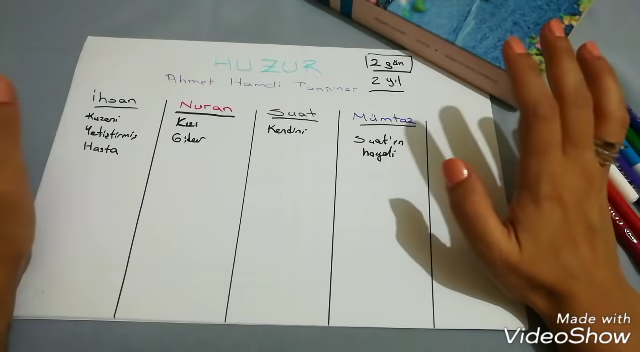 HUZUR
Ahmet Hamdi Tanpınar
2 gün
2 yıl
İhsan
Kuzeni
Yetiştirmiş
Hasta
Nuran
Kızı
Gider
Suat
Kendini
Mümtaz
Suat'ın
hayali
Made with
VideoShow